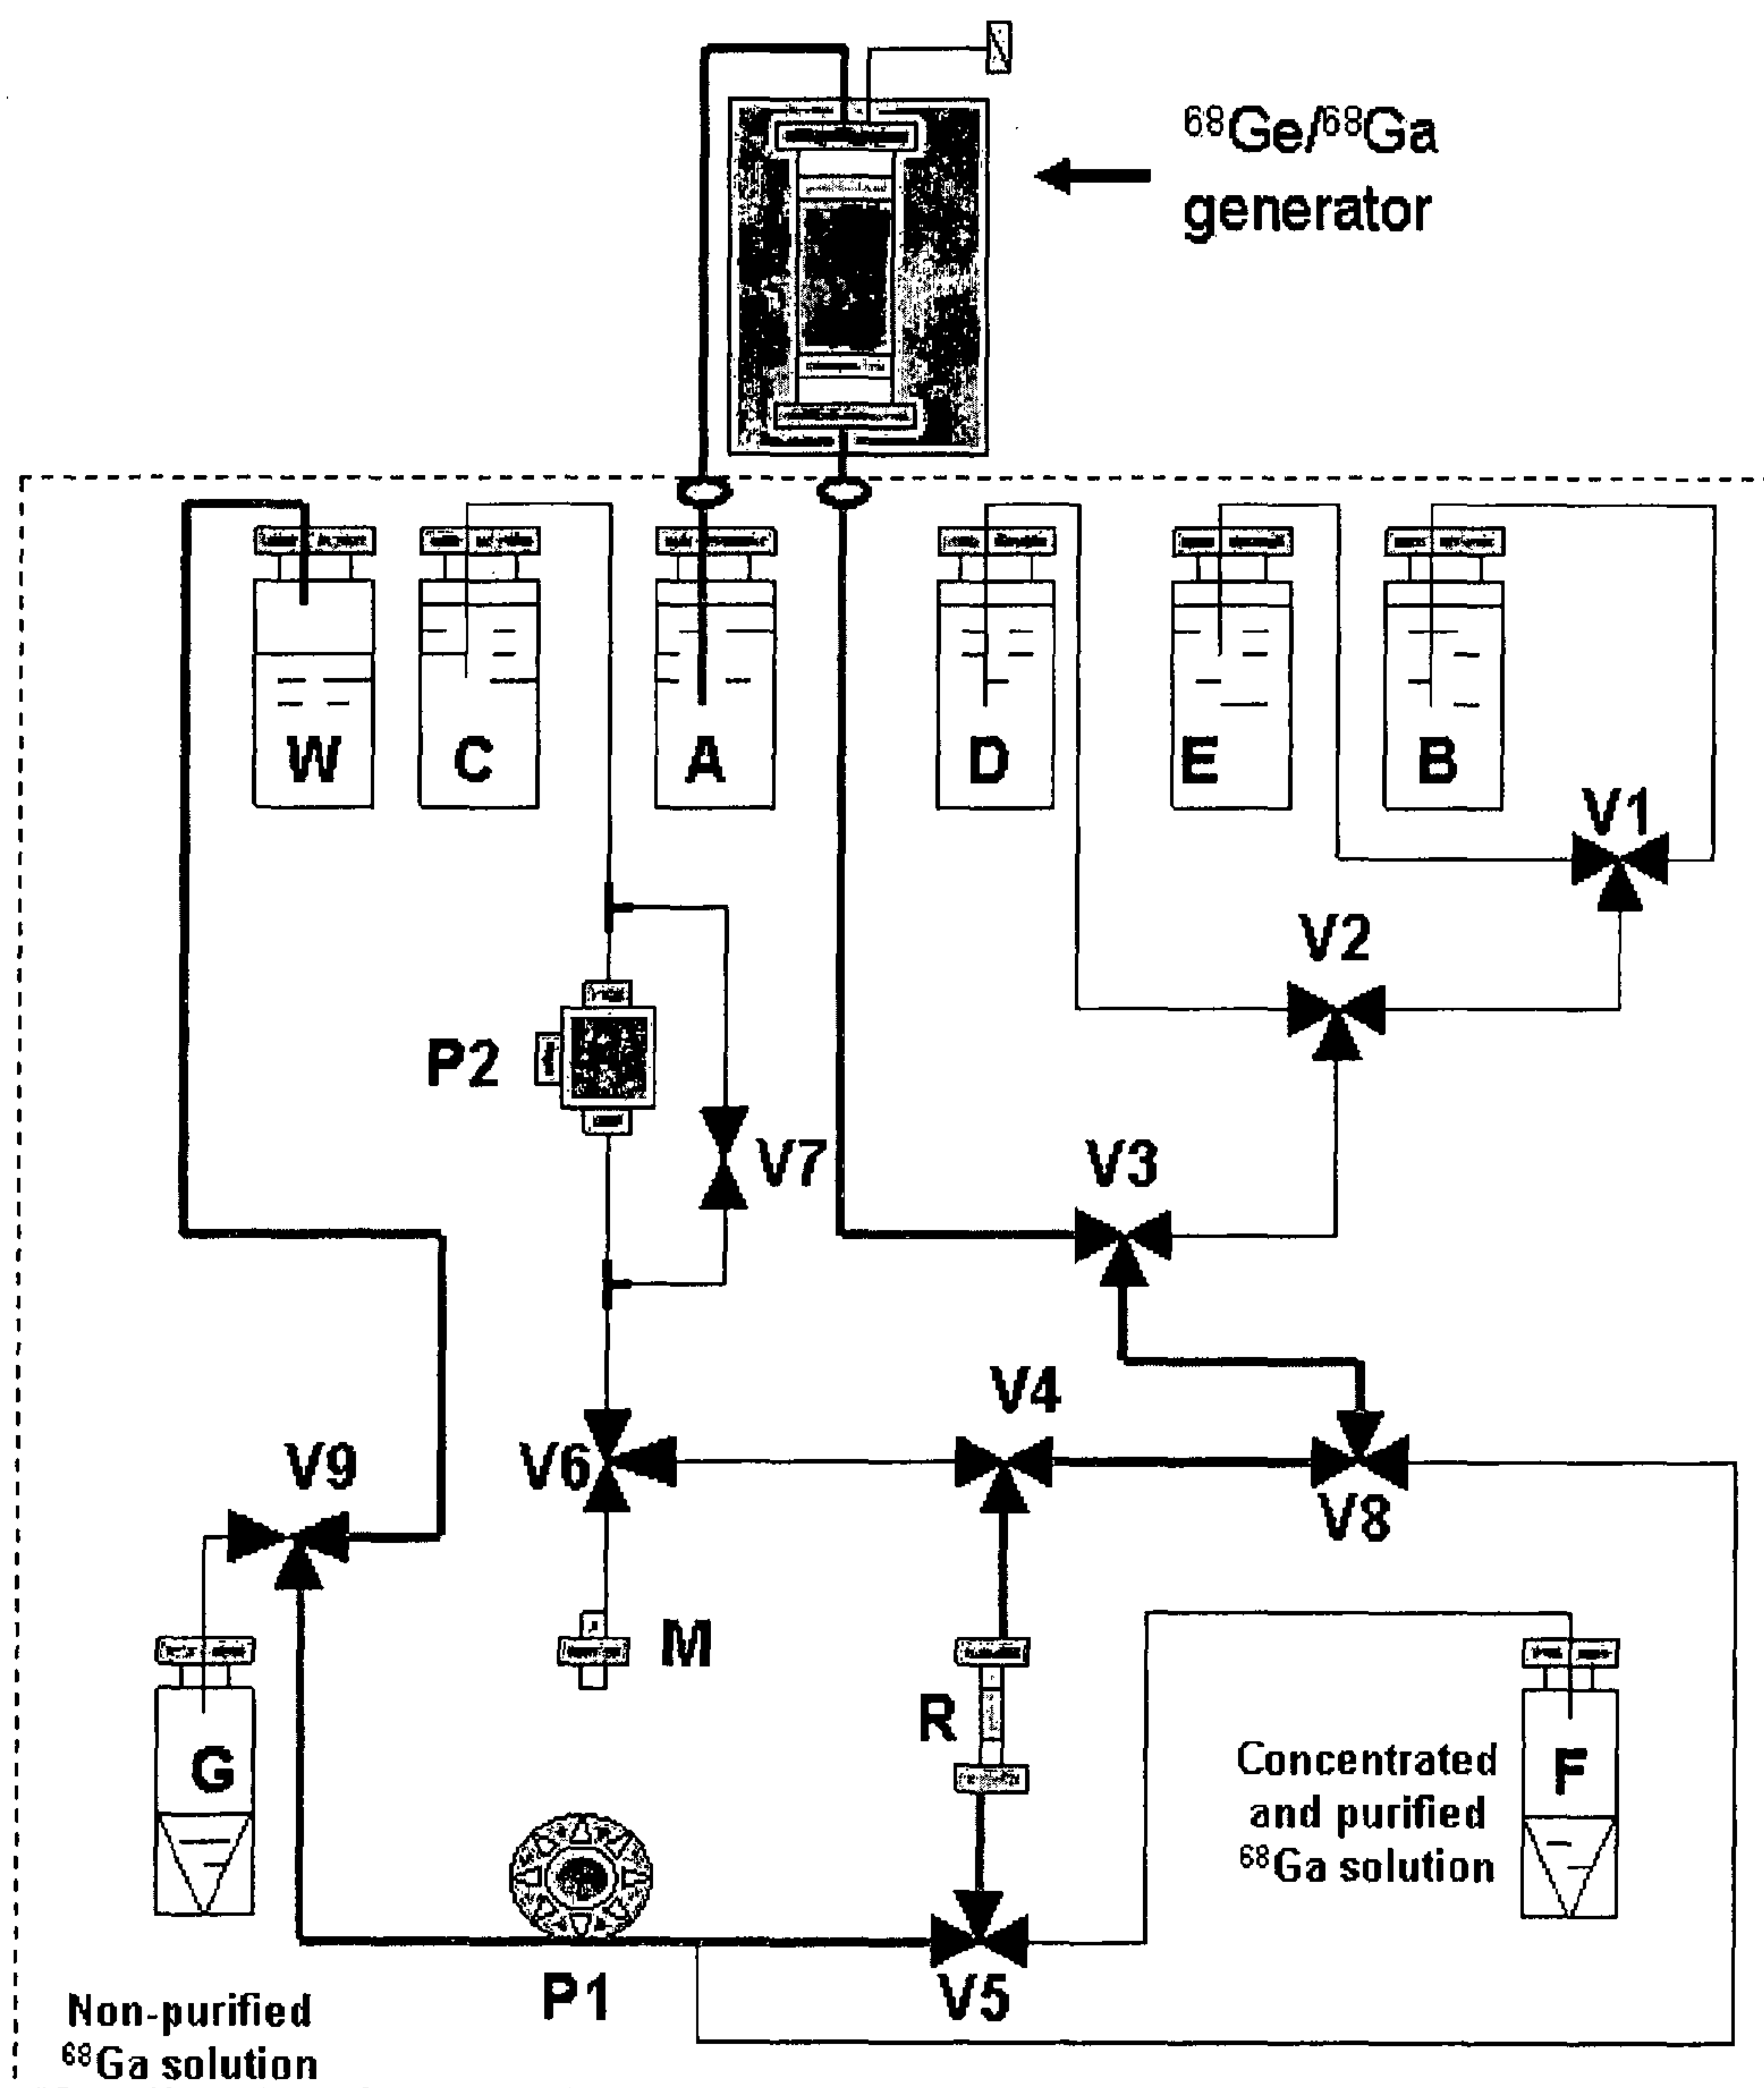 ⁶⁸Ge/⁶⁸Ga
generator
W
C
A
D
E
B
V1
V2
P2
V7
V3
V4
V9
V6
V8
M
R
G
F
Concentrated
and purified
⁶⁸Ga solution
P1
V5
Non-purified
⁶⁸Ga solution